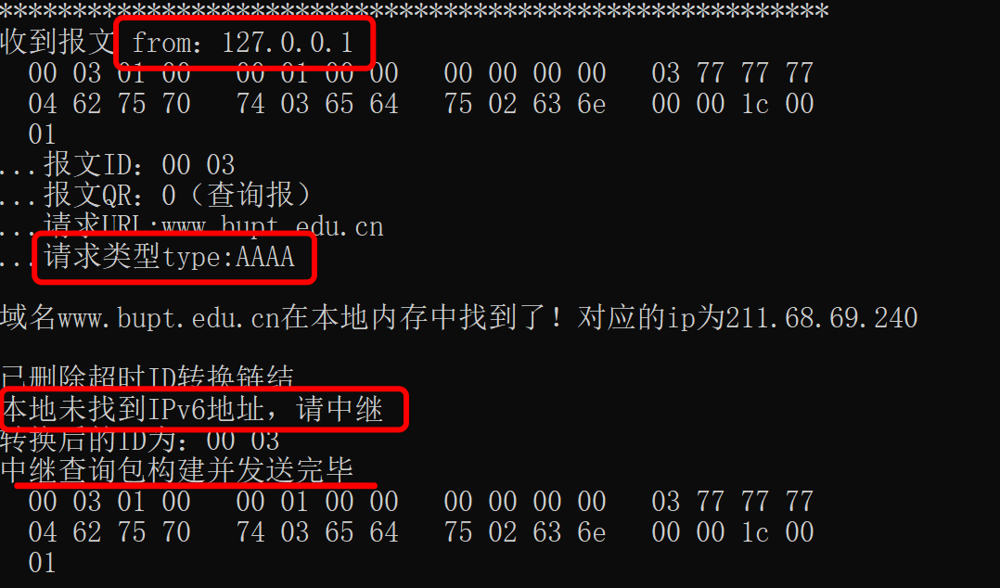 ********************************************************
收到报文 from: 127.0.0.1
00 03 01 00 00 01 00 00 00 00 00 00 03 77 77 77
04 62 75 70 74 03 65 64 75 02 63 6e 00 00 1c 00
01
...报文ID: 00 03
...报文QR: 0（查询报）
...请求URL:www.bupt.edu.cn
...请求类型type:AAAA
域名www.bupt.edu.cn在本地内存中找到了！对应的ip为211.68.69.240
已删除超时ID转换链结
本地未找到IPv6地址，请中继
转换后的ID为: 00 03
中继查询包构建并发送完毕
00 03 01 00 00 01 00 00 00 00 00 00 03 77 77 77
04 62 75 70 74 03 65 64 75 02 63 6e 00 00 1c 00
01